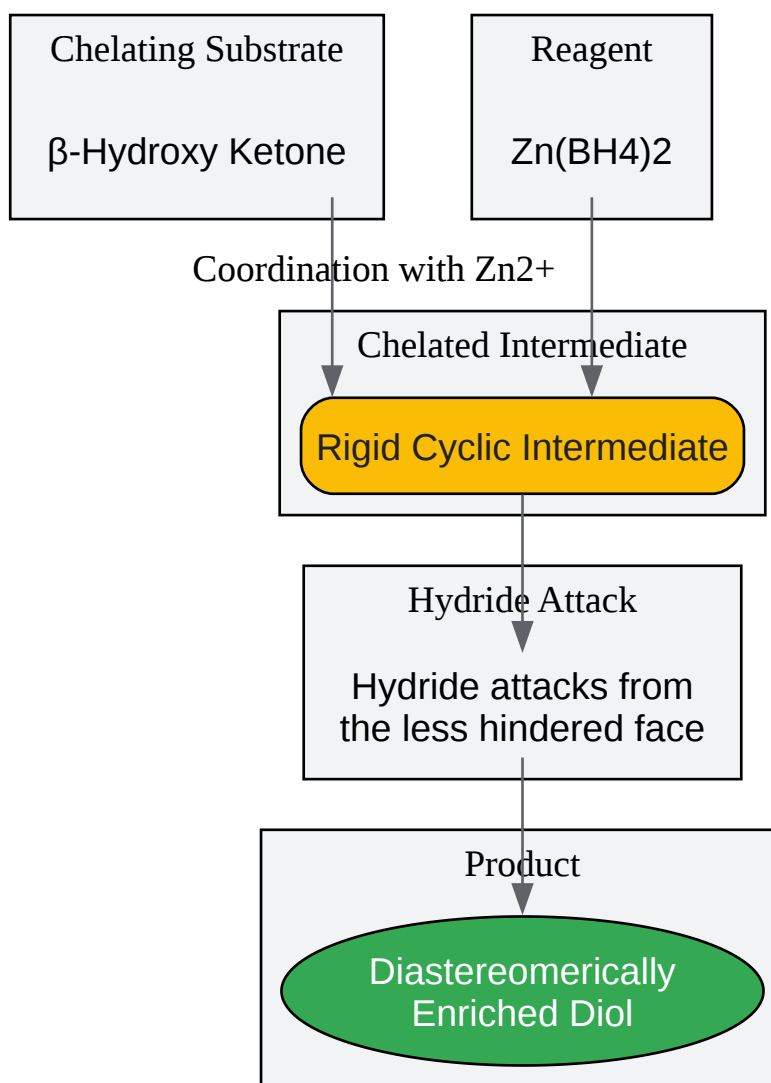 Chelating Substrate
β-Hydroxy Ketone
Reagent
Zn(BH4)2
Coordination with Zn2+
Chelated Intermediate
Rigid Cyclic Intermediate
Hydride Attack
Hydride attacks from
the less hindered face
Product
Diastereomerically
Enriched Diol